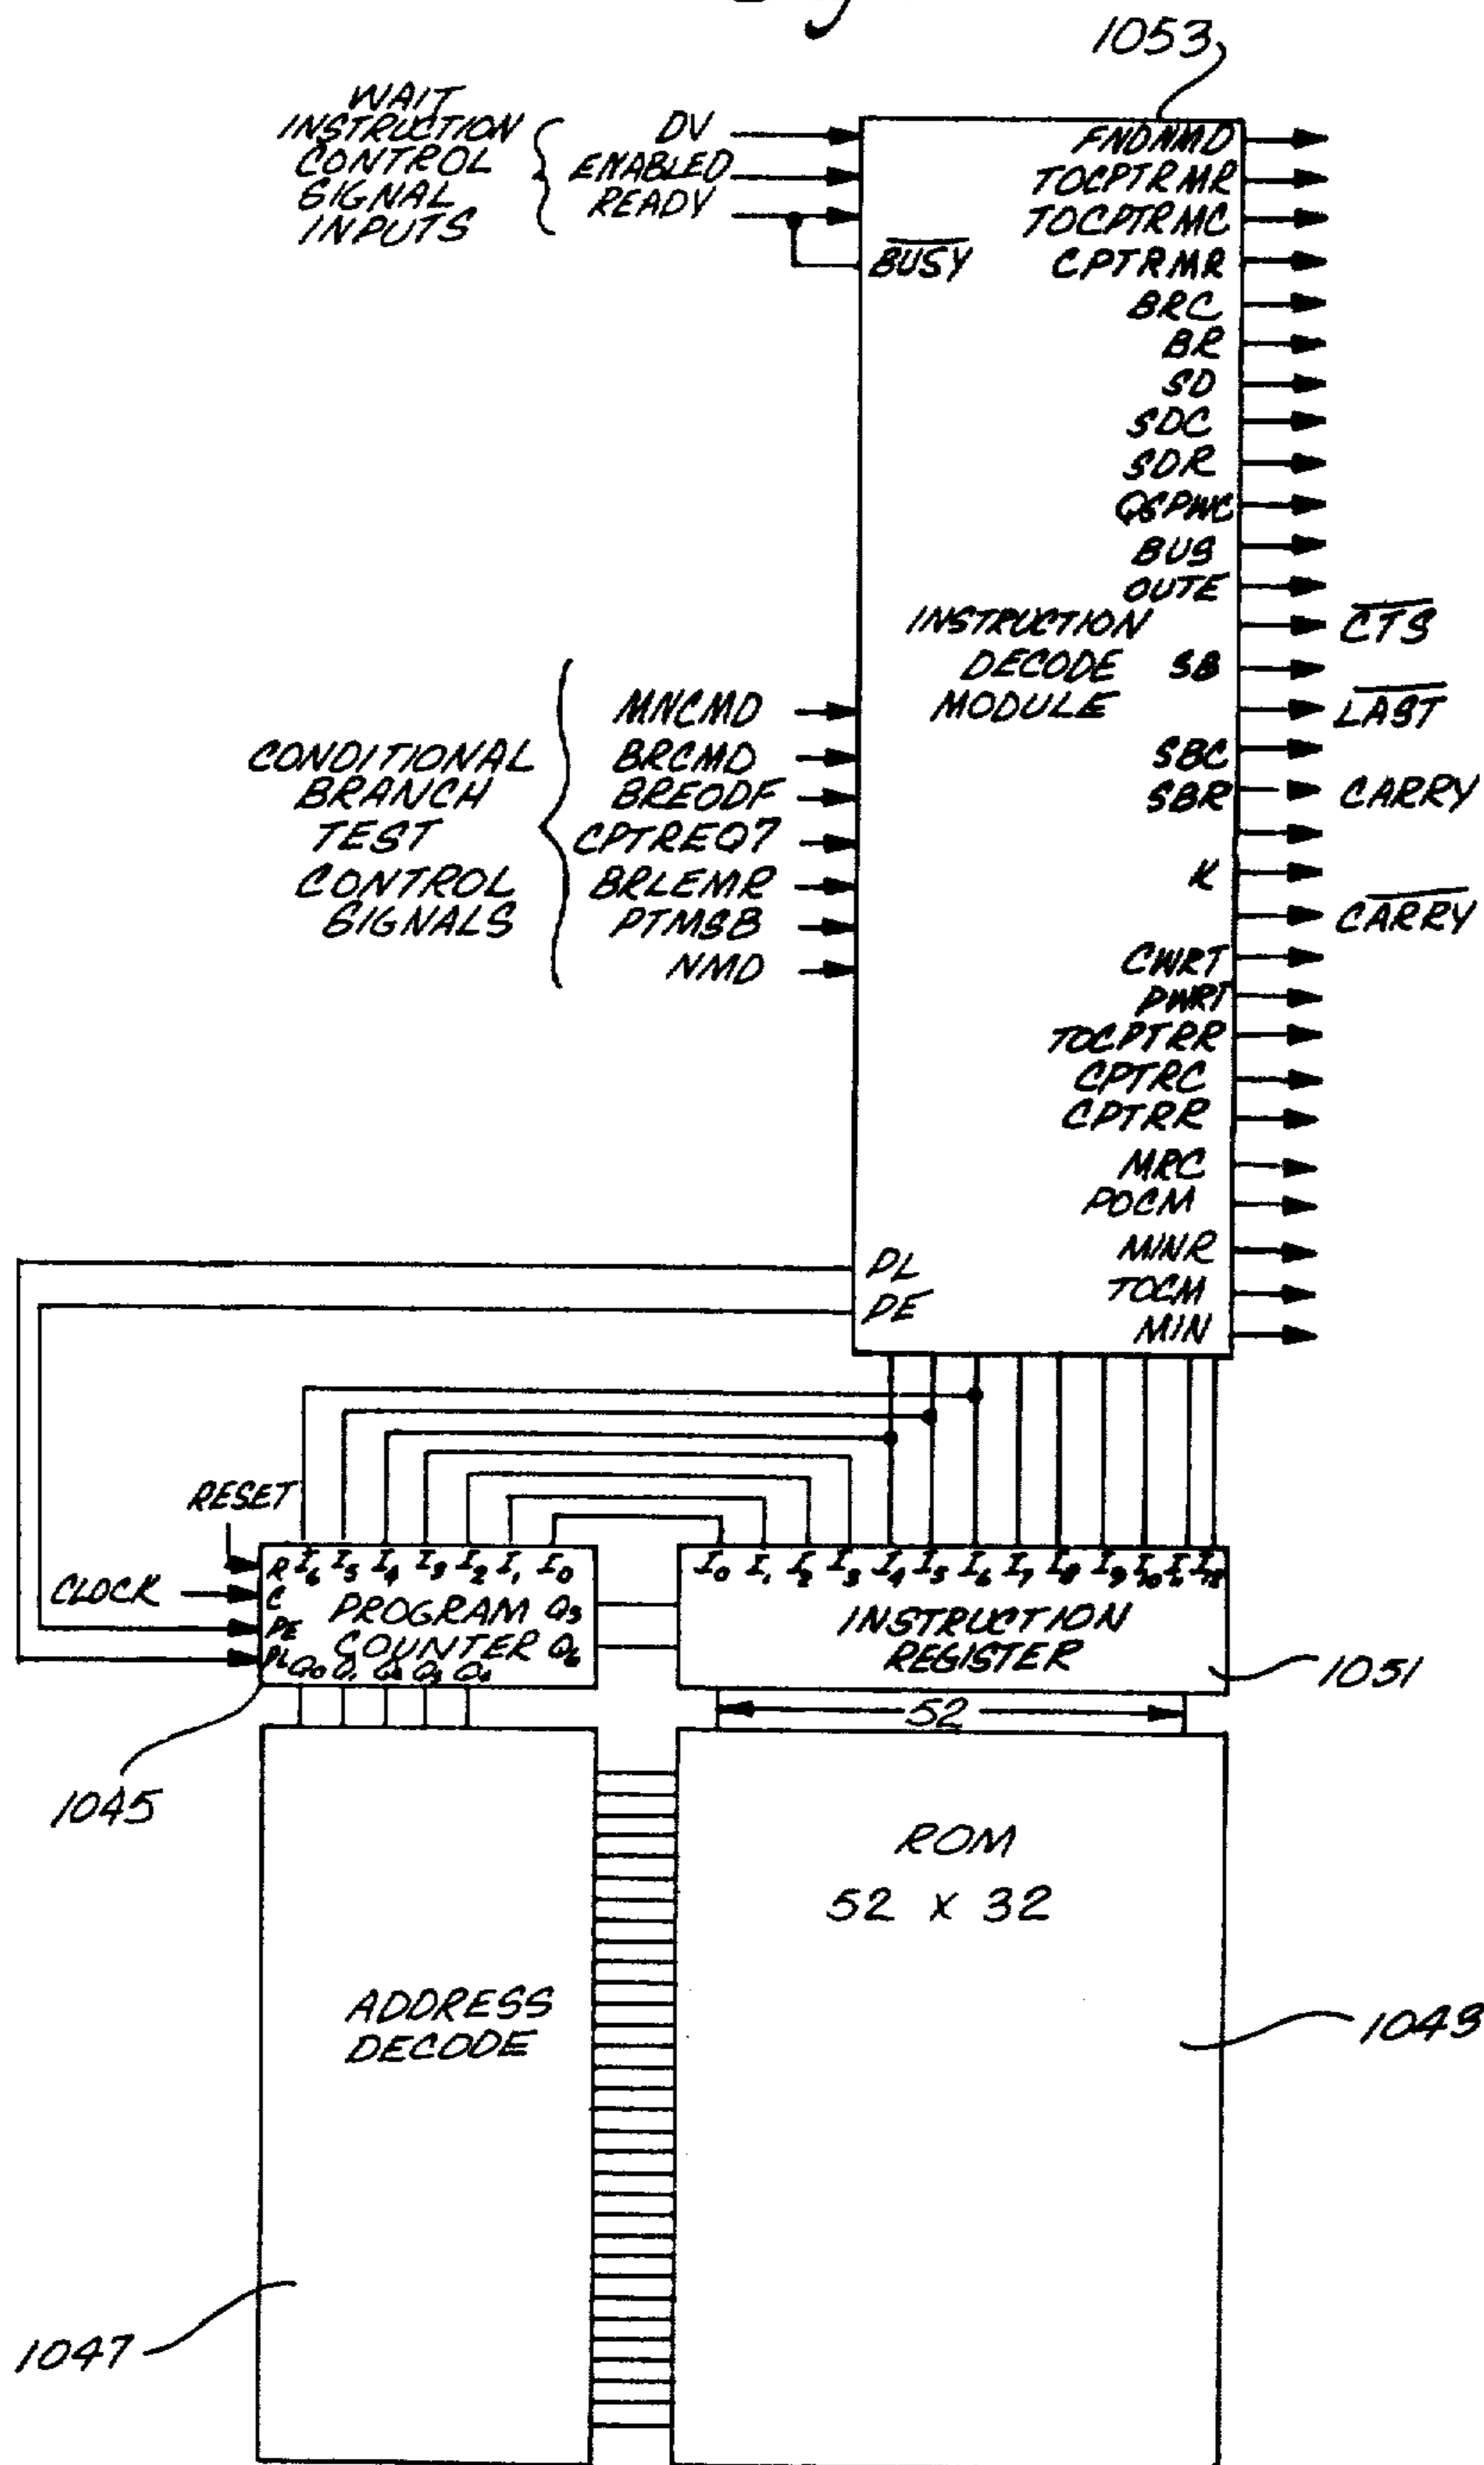 1053
WAIT
INSTRUCTION
CONTROL
SIGNAL
INPUTS
DV
ENABLED
READY
BUSY
FNDNMD
TOCPTRMR
TOCPTRMC
CPTRMR
BRC
BR
SD
SDC
SDR
QSPWC
BUS
OUTE
CTS
INSTRUCTION
DECODE
MODULE
SB
LAST
SBC
SBR
CARRY
K
CARRY
CWRT
PWRT
TOCPTRR
CPTRC
CPTRR
MRC
POCM
MINR
TOCM
MIN
CONDITIONAL
BRANCH
TEST
CONTROL
SIGNALS
MNCMD
BRCMD
BREODF
CPTREQ7
BRLEMR
PTMSB
NMD
PL
PE
RESET
CLOCK
R I6 I5 I4 I3 I2 I1 I0
C
PE
PL
PROGRAM
COUNTER
Q5
Q6
Q0 Q1 Q2 Q3 Q4
1045
I0 I1 I2 I3 I4 I5 I6 I7 I8 I9 I10 I11
INSTRUCTION
REGISTER
1051
52
ROM
52 X 32
ADDRESS
DECODE
1049
1047